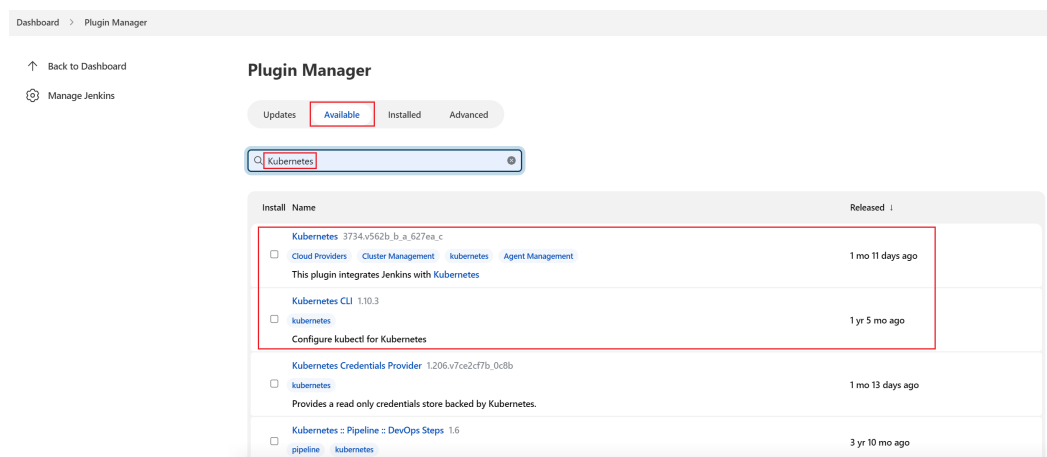 Dashboard > Plugin Manager
Back to Dashboard
Manage Jenkins
Plugin Manager
Updates Available Installed Advanced
Kubernetes
Install Name Released ↓
Kubernetes 3734.v562b_b_a_627ea_c
Cloud Providers Cluster Management kubernetes Agent Management 1 mo 11 days ago
This plugin integrates Jenkins with Kubernetes
Kubernetes CLI 1.10.3
kubernetes 1 yr 5 mo ago
Configure kubectl for Kubernetes
Kubernetes Credentials Provider 1.206.v7ce2cf7b_0c8b
kubernetes 1 mo 13 days ago
Provides a read only credentials store backed by Kubernetes.
Kubernetes :: Pipeline :: DevOps Steps 1.6
pipeline kubernetes 3 yr 10 mo ago